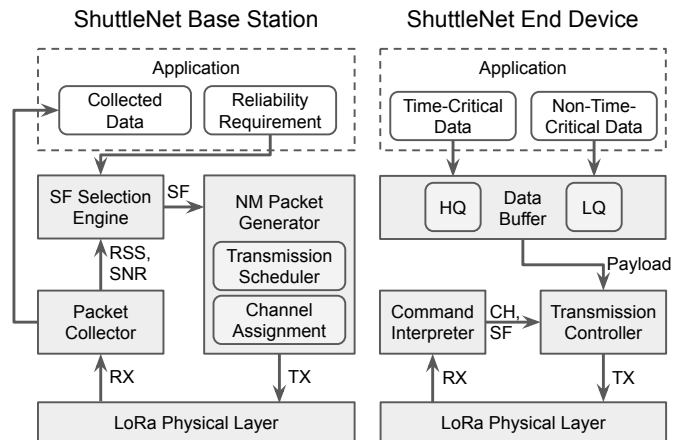 ShuttleNet Base Station
Application
Collected
Data
Reliability
Requirement
SF Selection
Engine
SF
NM Packet
Generator
Transmission
Scheduler
Channel
Assignment
RSS,
SNR
Packet
Collector
RX
TX
LoRa Physical Layer
ShuttleNet End Device
Application
Time-Critical
Data
Non-Time-
Critical Data
HQ
Data
Buffer
LQ
Payload
Command
Interpreter
CH,
SF
Transmission
Controller
RX
TX
LoRa Physical Layer